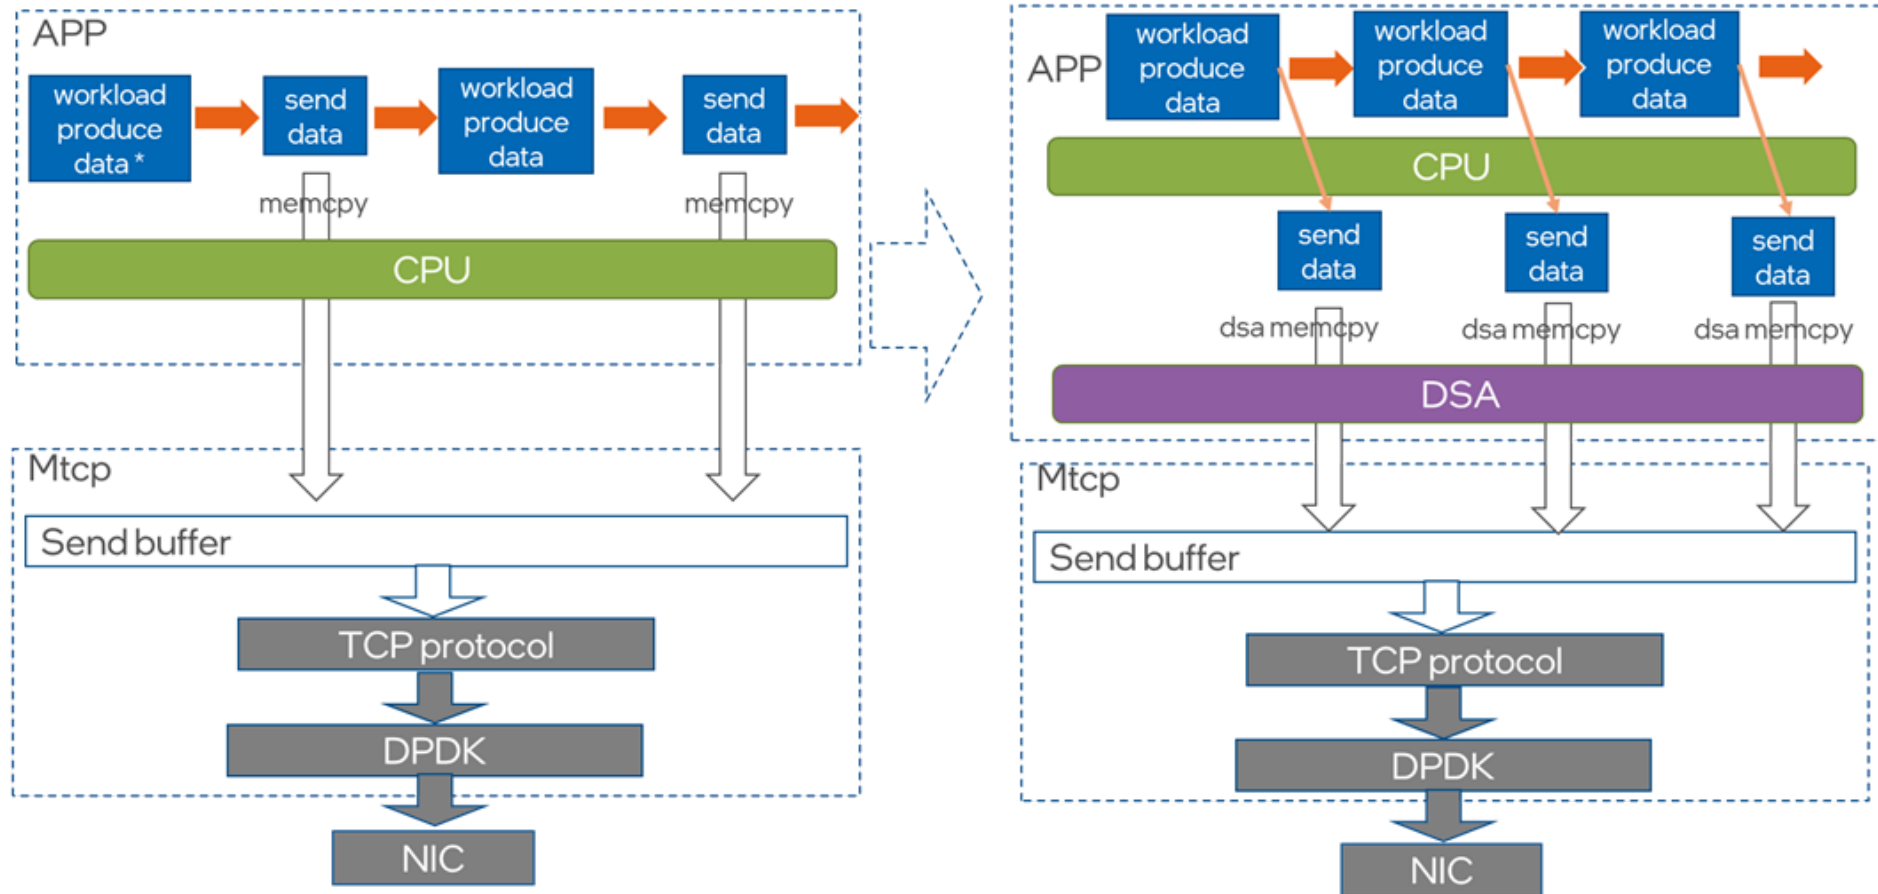 APP
workload
produce
data *
send
data
workload
produce
data
send
data
memcpy
memcpy
CPU
Mtcp
Send buffer
TCP protocol
DPDK
NIC
APP
workload
produce
data
workload
produce
data
workload
produce
data
CPU
send
data
send
data
send
data
dsa memcpy
dsa memcpy
dsa memcpy
DSA
Mtcp
Send buffer
TCP protocol
DPDK
NIC